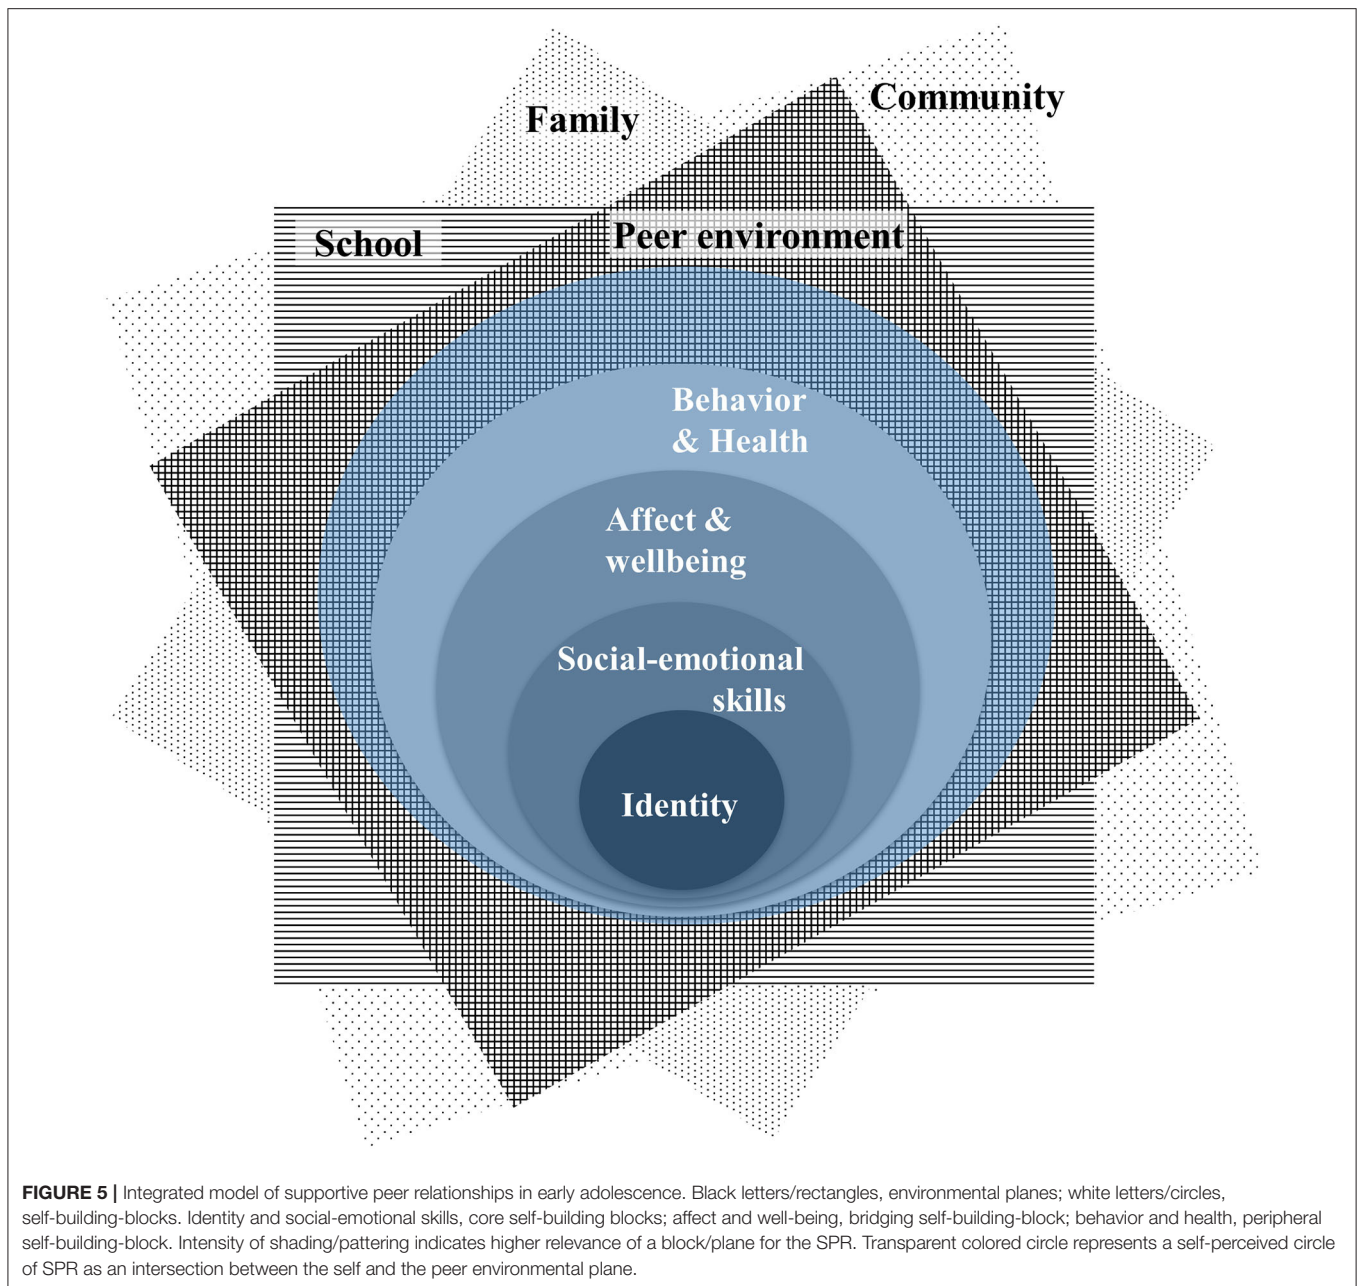 Family
Community
School
Peer environment
Behavior
& Health
Affect &
wellbeing
Social-emotional
skills
Identity
FIGURE 5 | Integrated model of supportive peer relationships in early adolescence. Black letters/rectangles, environmental planes; white letters/circles,
self-building-blocks. Identity and social-emotional skills, core self-building blocks; affect and well-being, bridging self-building-block; behavior and health, peripheral
self-building-block. Intensity of shading/pattering indicates higher relevance of a block/plane for the SPR. Transparent colored circle represents a self-perceived circle
of SPR as an intersection between the self and the peer environmental plane.